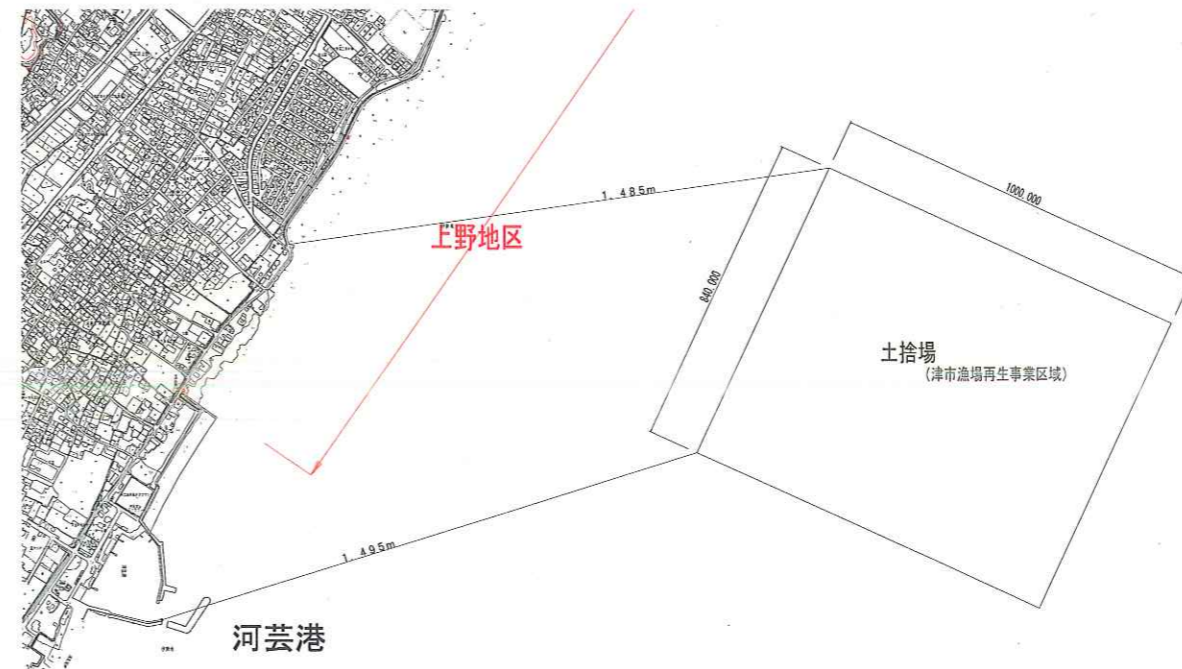 1000.000
1. 485m
上野地区
840.000
土捨場
(津市漁場再生事業区域)
1. 495m
河芸港